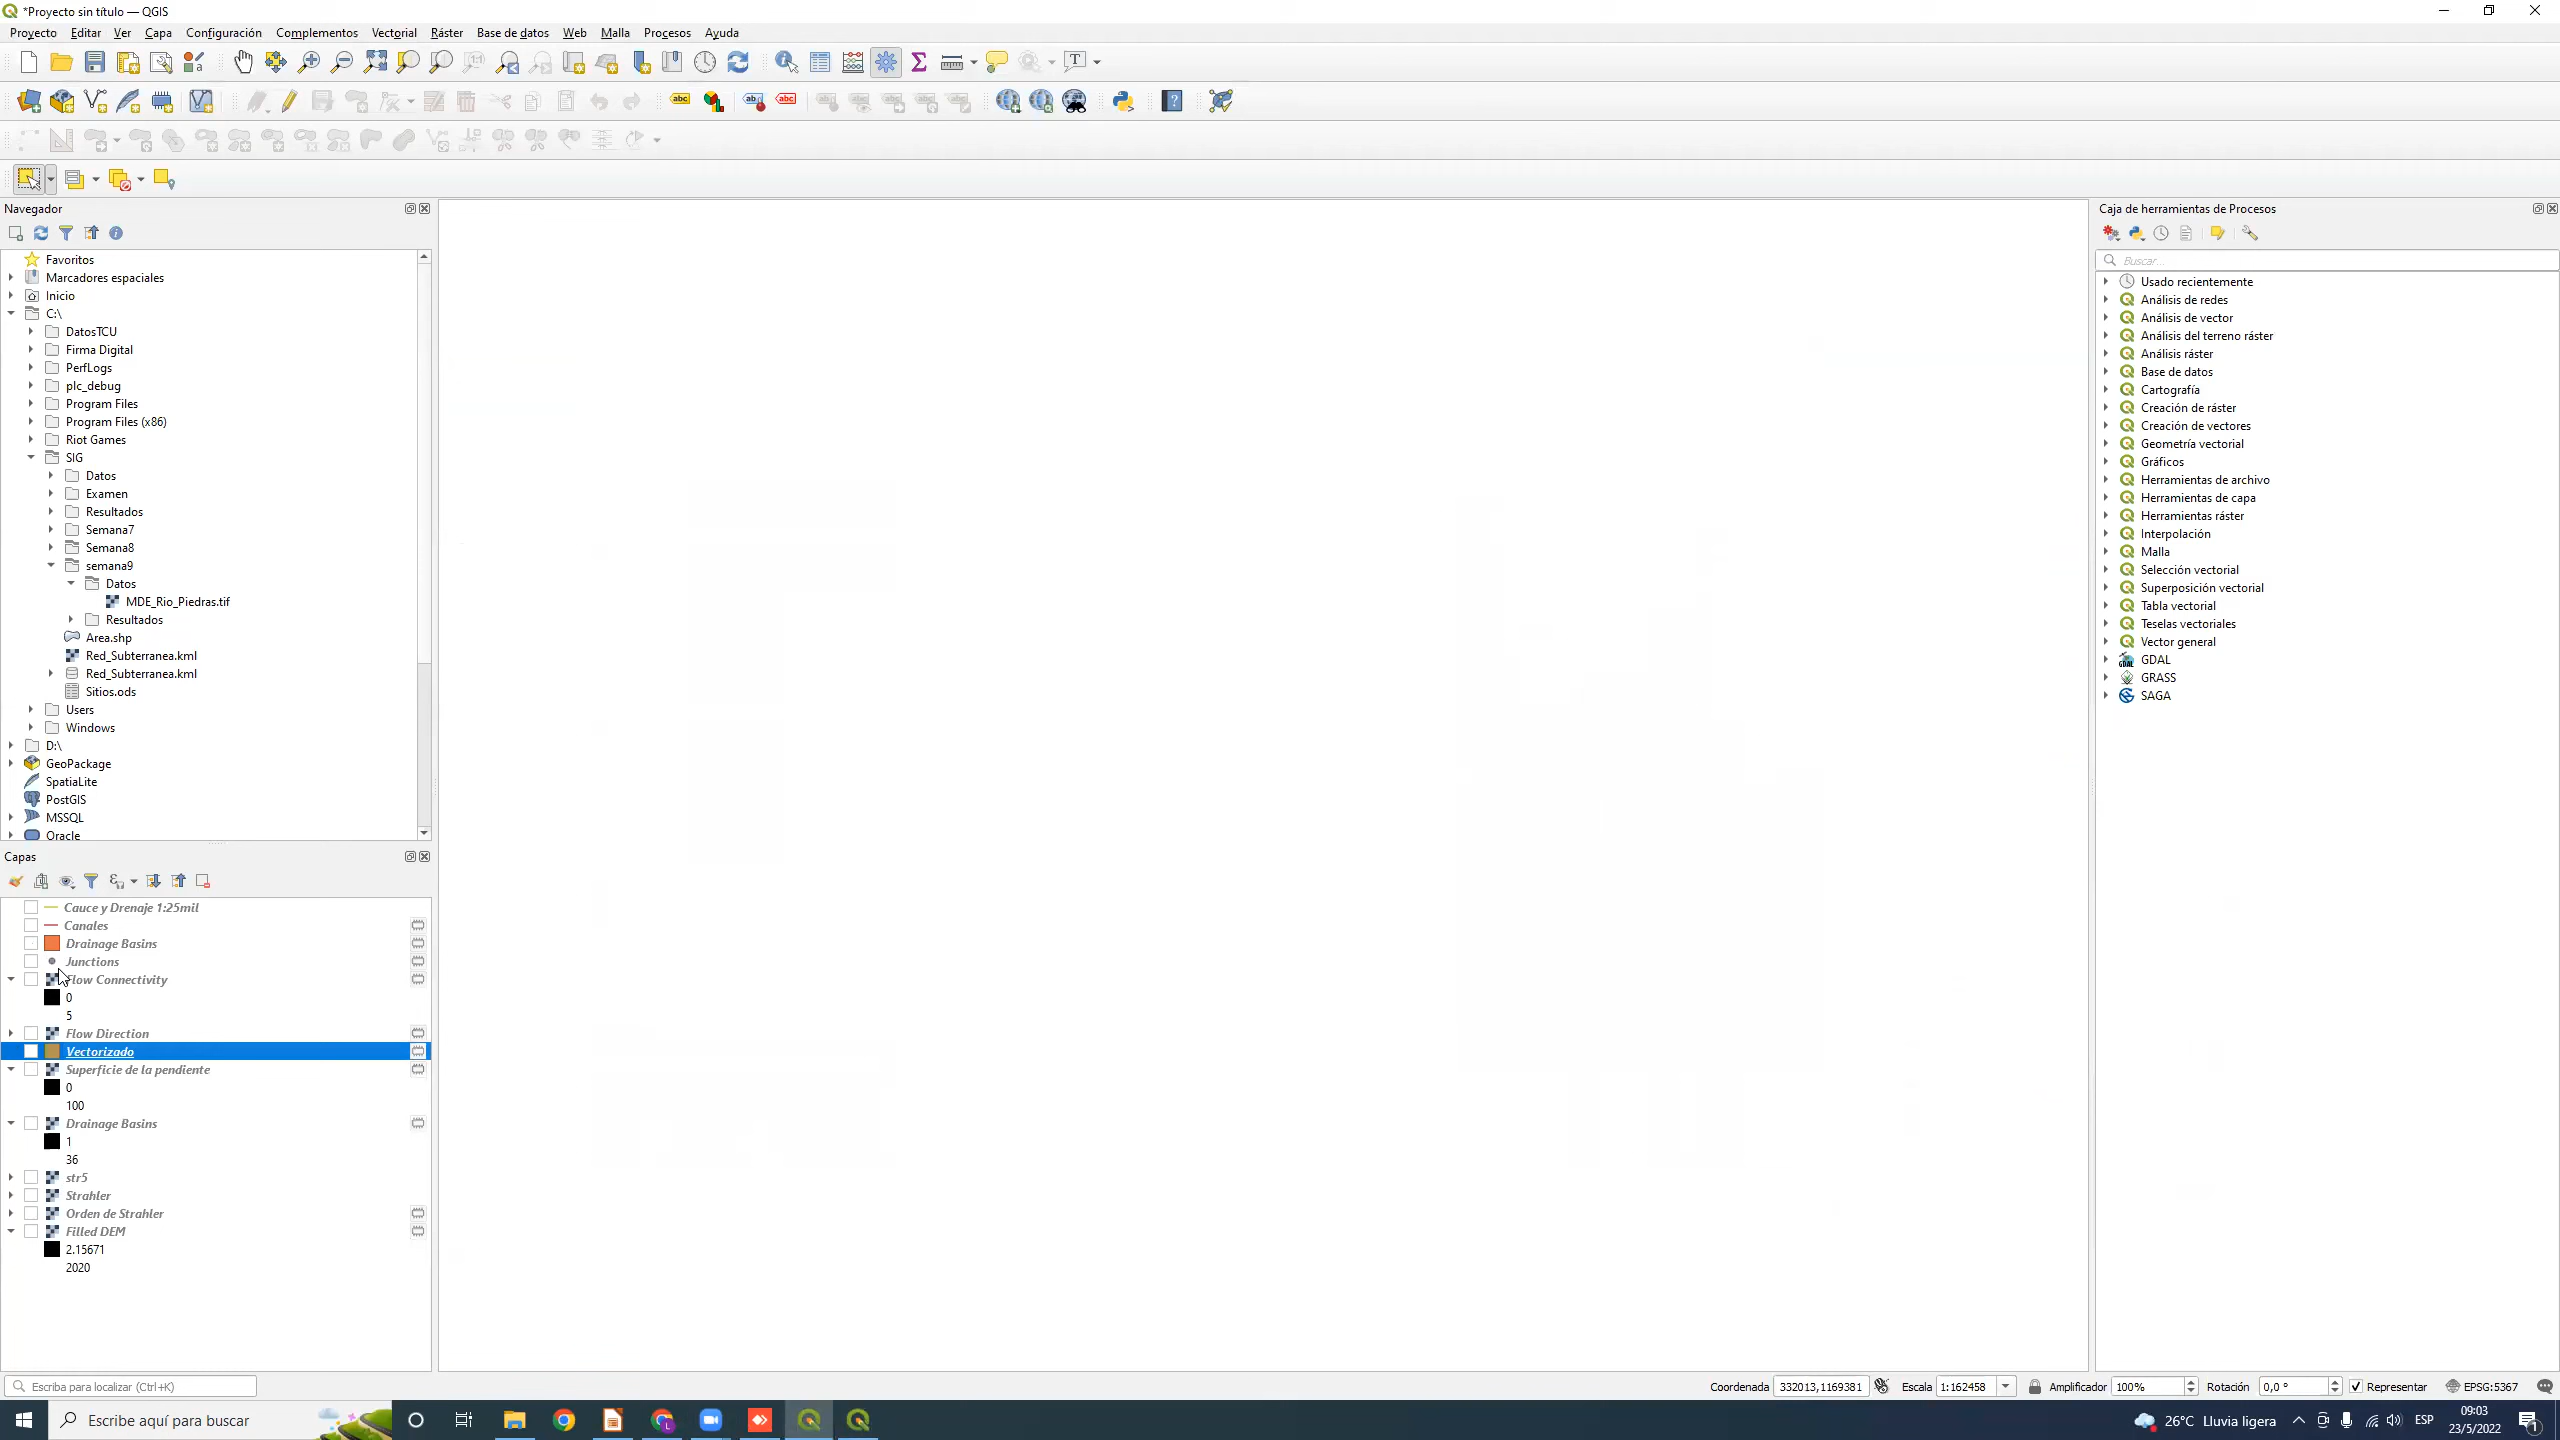 *Proyecto sin título — QGIS
Proyecto Editar Ver Capa Configuración Complementos Vectorial Ráster Base de datos Web Malla Procesos Ayuda
Navegador
Favoritos
Marcadores espaciales
Inicio
C:\
DatosTCU
Firma Digital
PerfLogs
plc_debug
Program Files
Program Files (x86)
Riot Games
SIG
Datos
Examen
Resultados
Semana7
Semana8
semana9
Datos
MDE_Rio_Piedras.tif
Resultados
Area.shp
Red_Subterranea.kml
Red_Subterranea.kml
Sitios.ods
Users
Windows
D:\
GeoPackage
SpatiaLite
PostGIS
MSSQL
Oracle
Capas
Cauce y Drenaje 1:25mil
Canales
Drainage Basins
Junctions
Flow Connectivity
0
5
Flow Direction
Vectorizado
Superficie de la pendiente
0
100
Drainage Basins
1
36
str5
Strahler
Orden de Strahler
Filled DEM
2.15671
2020
Caja de herramientas de Procesos
Buscar...
Usado recientemente
Análisis de redes
Análisis de vector
Análisis del terreno ráster
Análisis ráster
Base de datos
Cartografía
Creación de ráster
Creación de vectores
Geometría vectorial
Gráficos
Herramientas de archivo
Herramientas de capa
Herramientas ráster
Interpolación
Malla
Selección vectorial
Superposición vectorial
Tabla vectorial
Teselas vectoriales
Vector general
GDAL
GRASS
SAGA
Escriba para localizar (Ctrl+K)
Coordenada 332013,1169381 Escala 1:162458 Amplificador 100% Rotación 0,0 ° Representar EPSG:5367
Escribe aquí para buscar
26°C Lluvia ligera ESP
09:03
23/5/2022